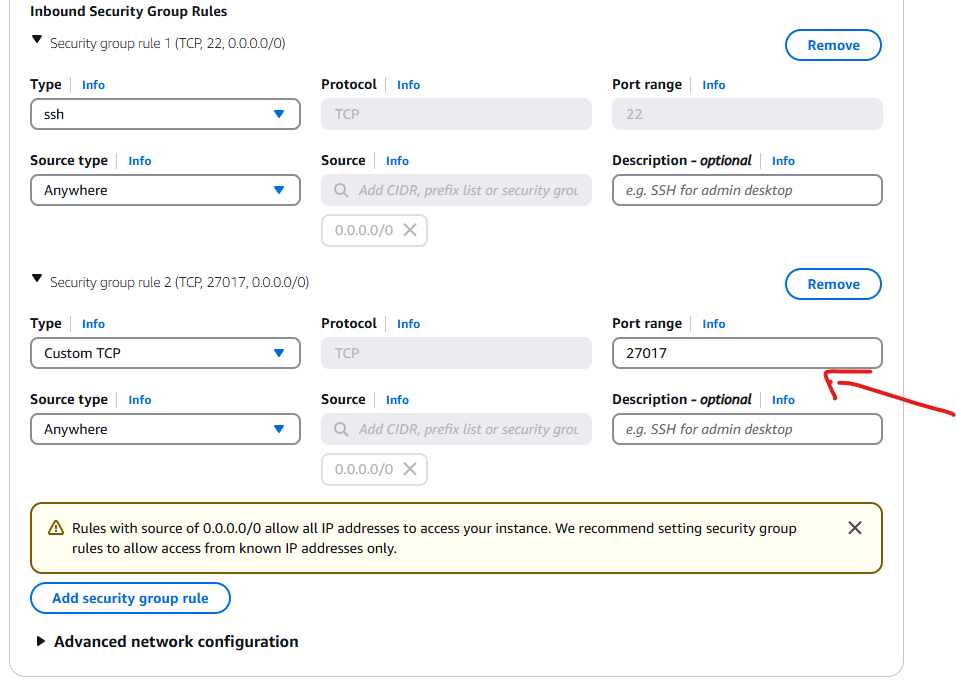 Inbound Security Group Rules
Security group rule 1 (TCP, 22, 0.0.0.0/0)
Remove
Type Info
Protocol Info
Port range Info
ssh
TCP
22
Source type Info
Source Info
Description - optional Info
Anywhere
Add CIDR, prefix list or security grou
e.g. SSH for admin desktop
0.0.0.0/0
Security group rule 2 (TCP, 27017, 0.0.0.0/0)
Remove
Type Info
Protocol Info
Port range Info
Custom TCP
TCP
27017
Source type Info
Source Info
Description - optional Info
Anywhere
Add CIDR, prefix list or security grou
e.g. SSH for admin desktop
0.0.0.0/0
Rules with source of 0.0.0.0/0 allow all IP addresses to access your instance. We recommend setting security group
rules to allow access from known IP addresses only.
Add security group rule
Advanced network configuration